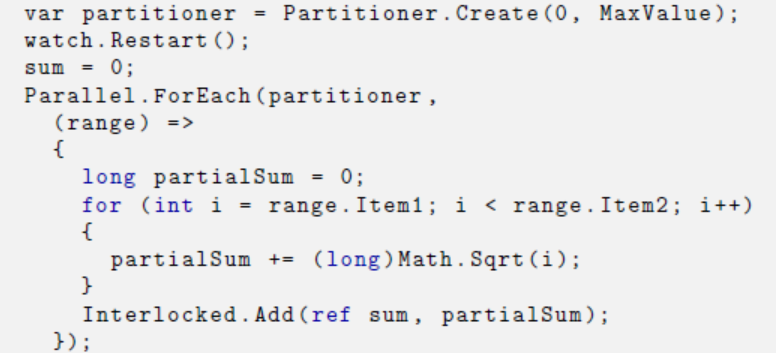 var partitioner = Partitioner.Create(0, MaxValue);
watch.Restart();
sum = 0;
Parallel.ForEach(partitioner,
(range) =>
{
long partialSum = 0;
for (int i = range.Item1; i < range.Item2; i++)
{
partialSum += (long)Math.Sqrt(i);
}
Interlocked.Add(ref sum, partialSum);
});